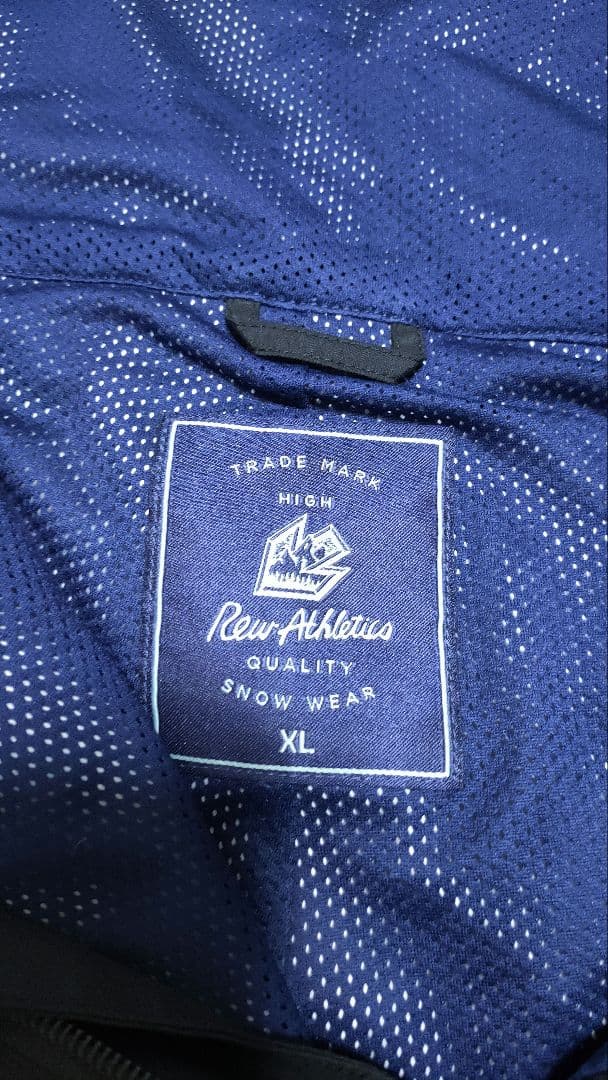 TRADE MARK
HIGH
Rew-Athletics
QUALITY
SNOW WEAR
XL